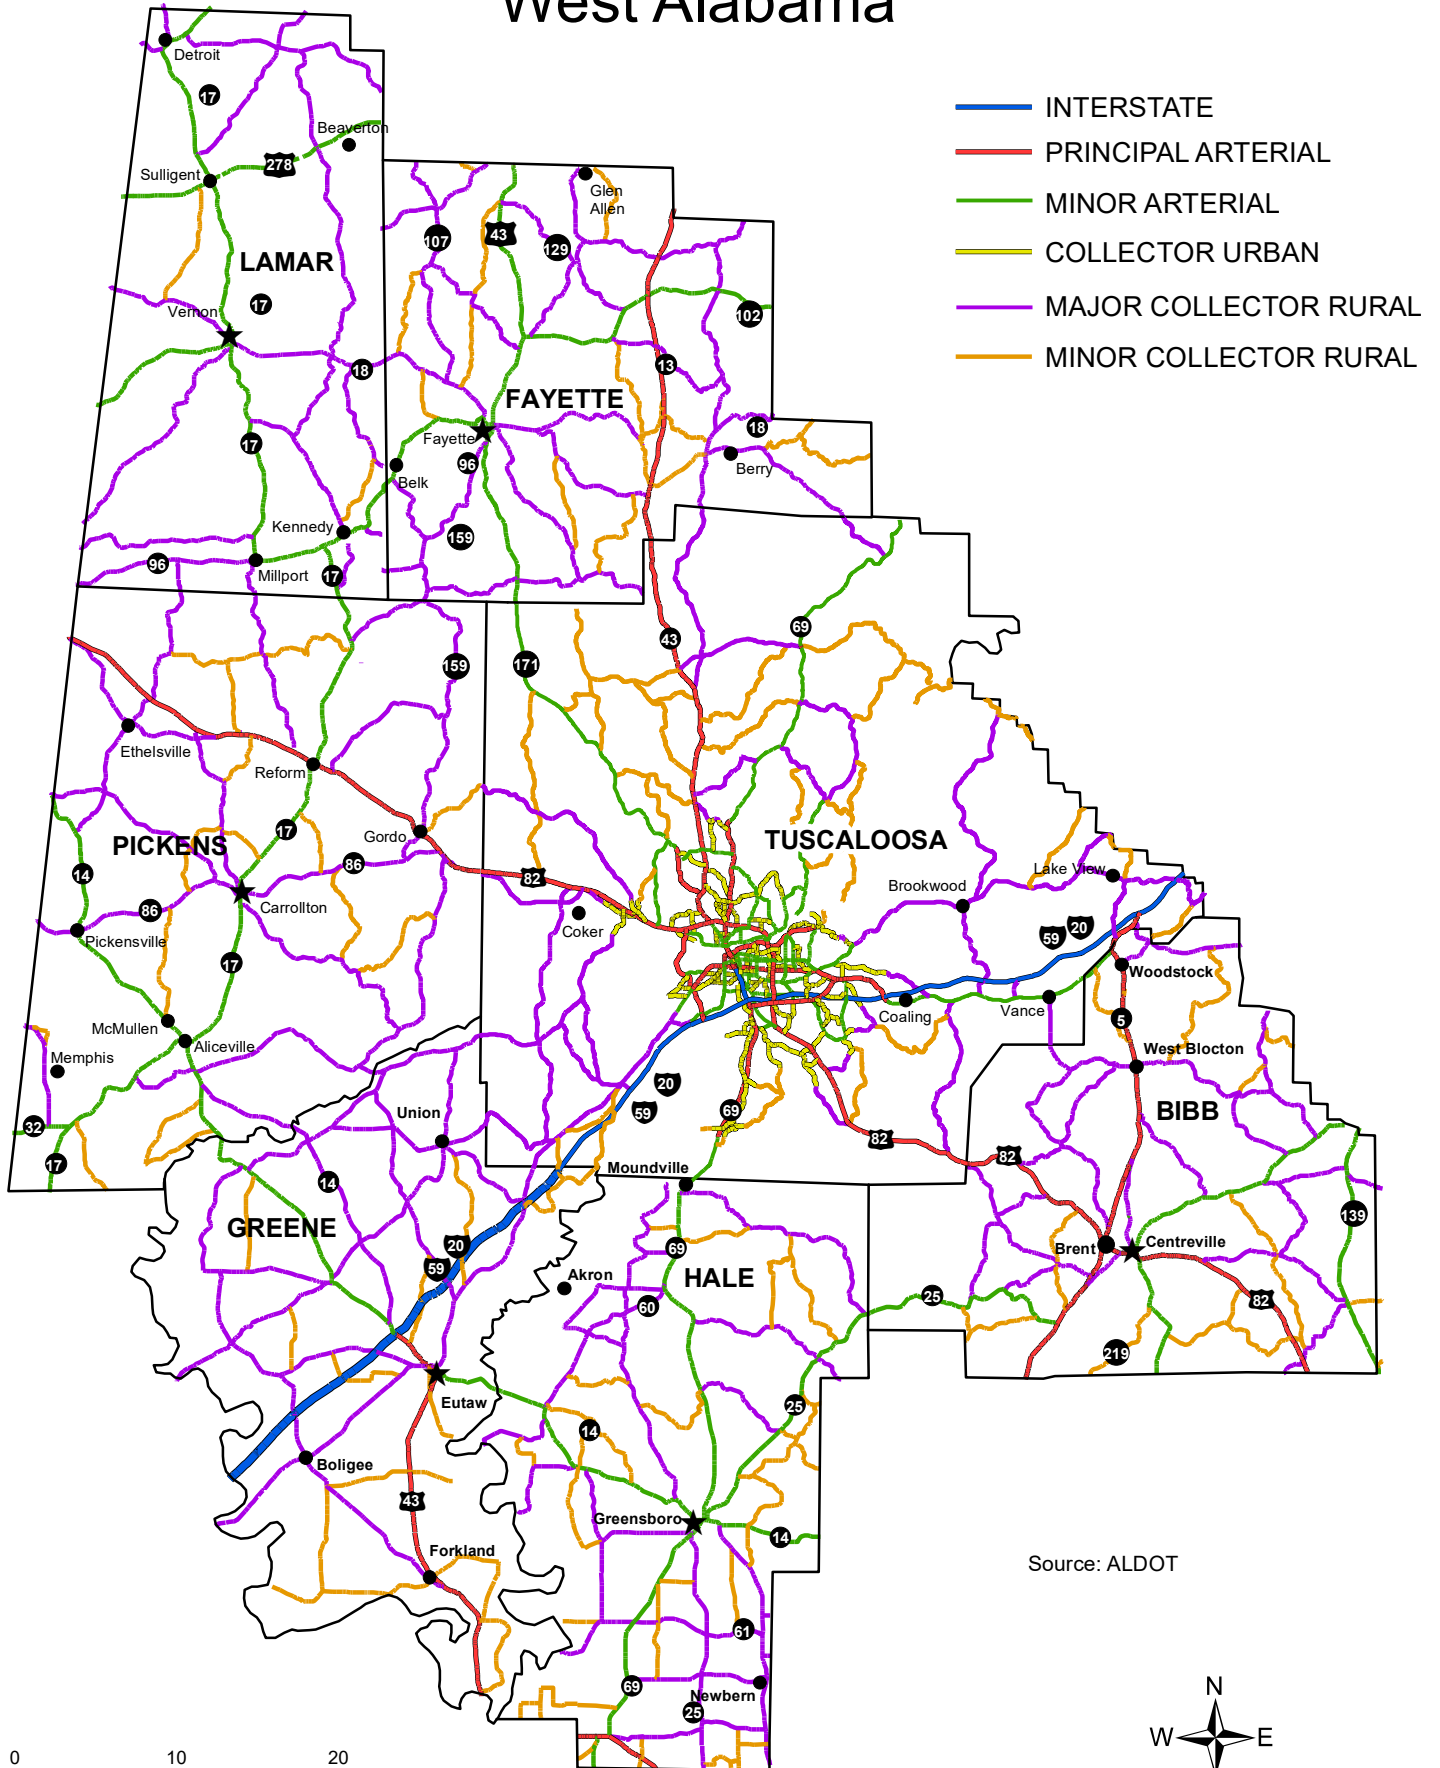 West Alabama
INTERSTATE
PRINCIPAL ARTERIAL
MINOR ARTERIAL
COLLECTOR URBAN
MAJOR COLLECTOR RURAL
MINOR COLLECTOR RURAL
Detroit
17
Beaverton
278
Sulligent
Glen
Allen
107
43
129
LAMAR
17
Vernon
102
18
13
FAYETTE
18
Fayette
17
96
Berry
Belk
Kennedy
159
96
Millport
17
69
43
159
171
Ethelsville
Reform
17
Gordo
PICKENS
TUSCALOOSA
86
14
82
Lake View
Brookwood
86
Carrollton
Coker
59
20
Pickensville
17
Woodstock
Vance
Coaling
5
McMullen
Aliceville
West Blocton
Memphis
20
59
Union
69
BIBB
32
82
82
17
Moundville
14
139
GREENE
20
69
Brent
Centreville
59
Akron
HALE
60
25
82
219
Eutaw
25
14
Boligee
43
Greensboro
14
Forkland
Source: ALDOT
61
69
Newbern
25
N
W
E
0
10
20